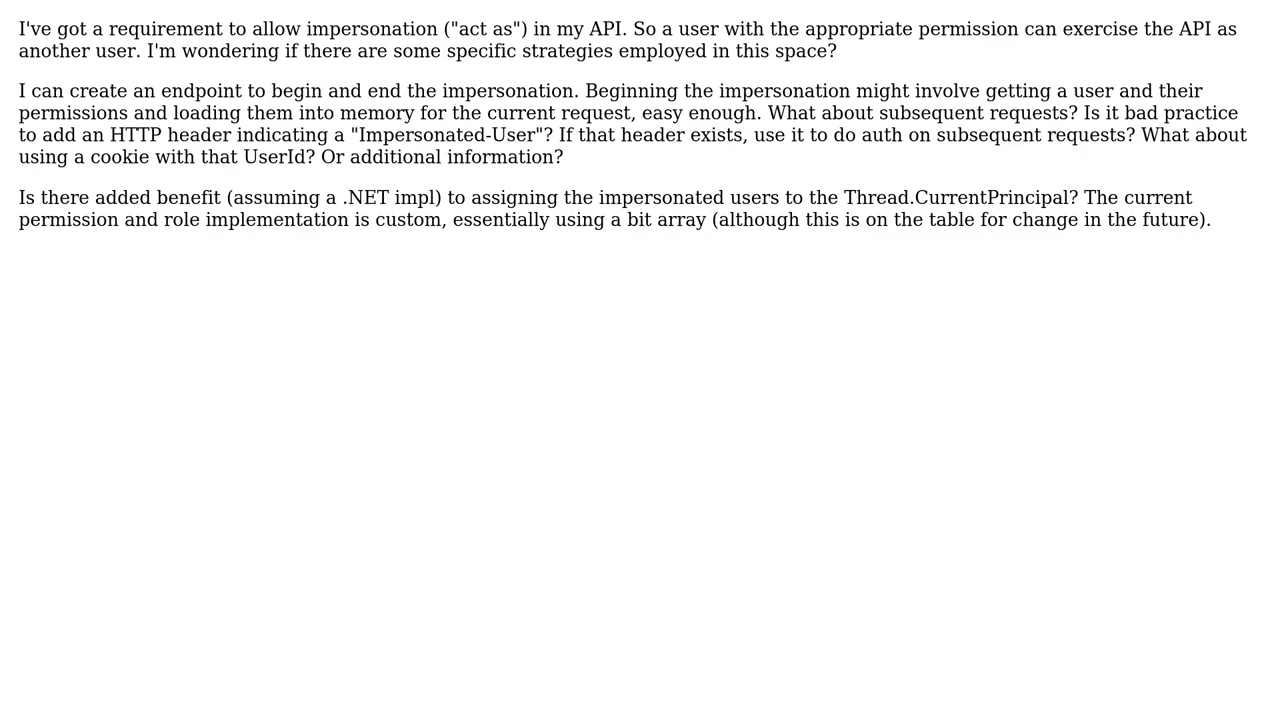 I've got a requirement to allow impersonation ("act as") in my API. So a user with the appropriate permission can exercise the API as
another user. I'm wondering if there are some specific strategies employed in this space?
I can create an endpoint to begin and end the impersonation. Beginning the impersonation might involve getting a user and their
permissions and loading them into memory for the current request, easy enough. What about subsequent requests? Is it bad practice
to add an HTTP header indicating a "Impersonated-User"? If that header exists, use it to do auth on subsequent requests? What about
using a cookie with that UserId? Or additional information?
Is there added benefit (assuming a .NET impl) to assigning the impersonated users to the Thread.CurrentPrincipal? The current
permission and role implementation is custom, essentially using a bit array (although this is on the table for change in the future).